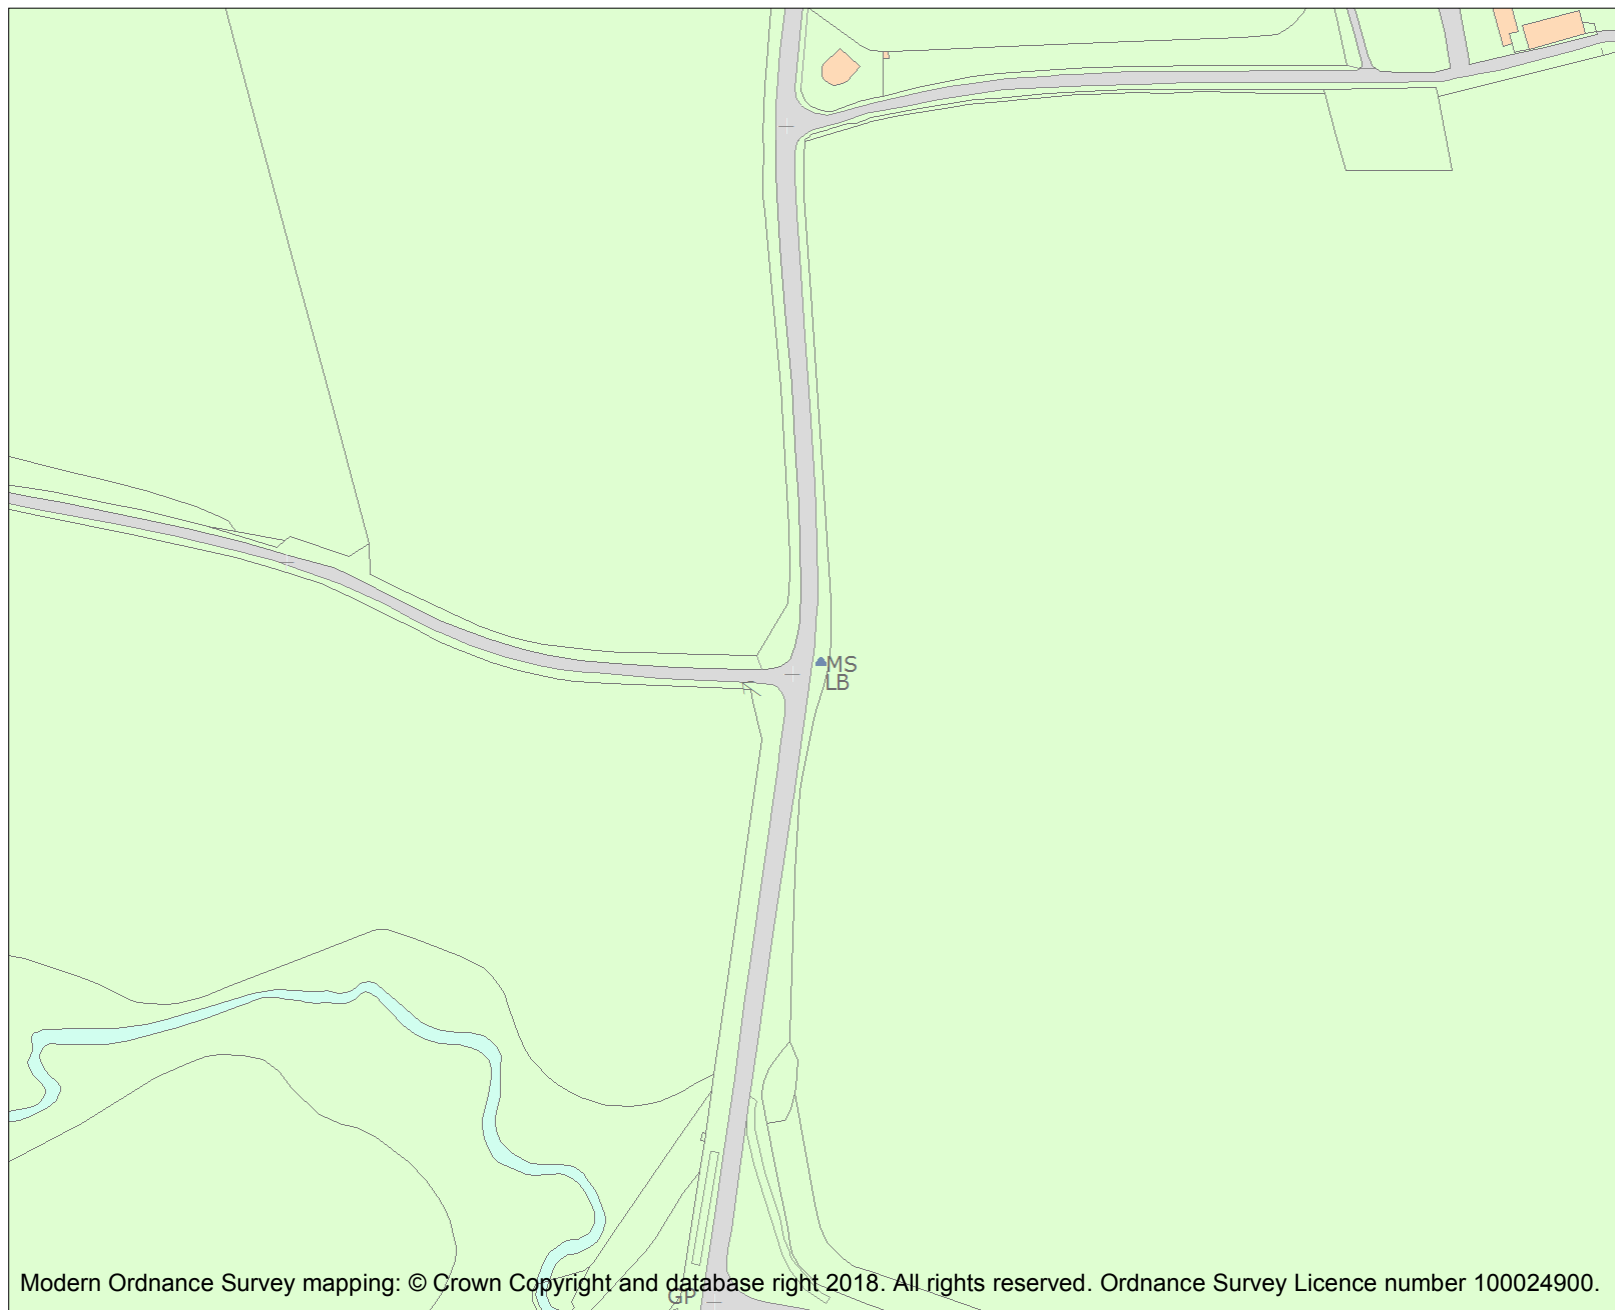 MS
LB
Modern Ordnance Survey mapping: © Crown Copyright and database right 2018. All rights reserved. Ordnance Survey Licence number 100024900.
GP